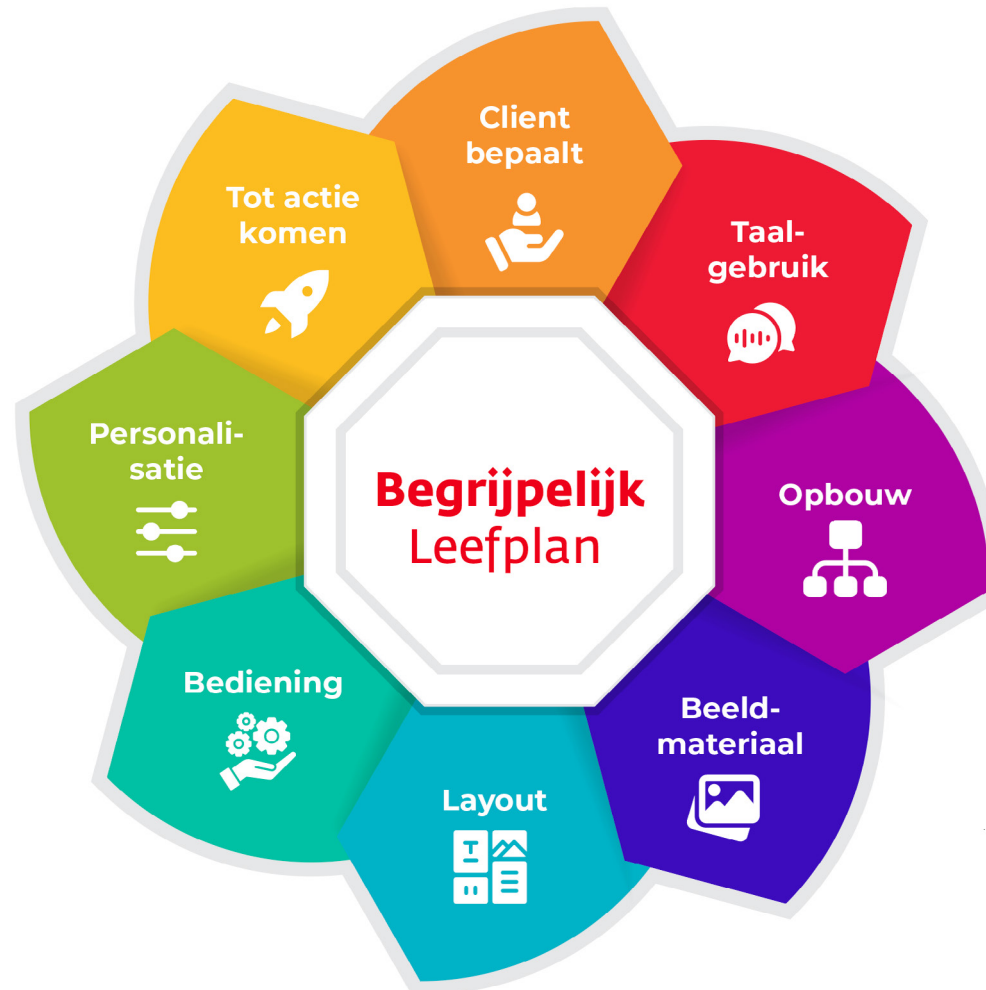 Client
bepaalt
Taal-
gebruik
Opbouw
Beeld-
materiaal
Layout
Bediening
Personali-
satie
Tot actie
komen
Begrijpelijk
Leefplan